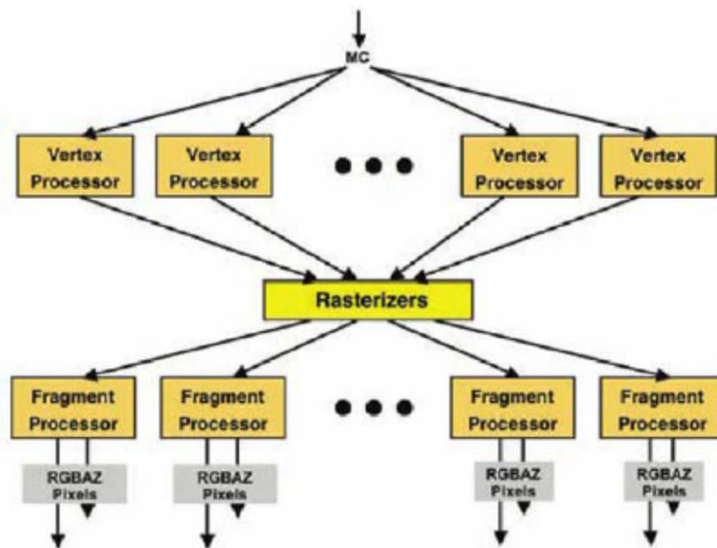 MC
Vertex
Processor
Vertex
Processor
Vertex
Processor
Vertex
Processor
Rasterizers
Fragment
Processor
Fragment
Processor
Fragment
Processor
Fragment
Processor
RGBAZ
Pixels
RGBAZ
Pixels
RGBAZ
Pixels
RGBAZ
Pixels